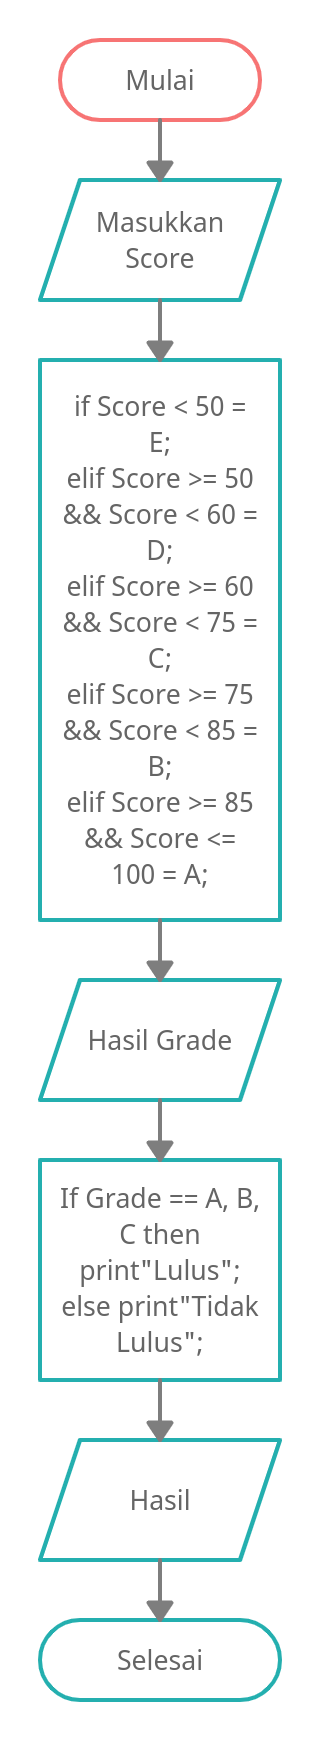 Mulai
Masukkan
Score
if Score < 50 =
E;
elif Score >= 50
&& Score < 60 =
D;
elif Score >= 60
&& Score < 75 =
C;
elif Score >= 75
&& Score < 85 =
B;
elif Score >= 85
&& Score <=
100 = A;
Hasil Grade
If Grade == A, B,
C then
print"Lulus";
else print"Tidak
Lulus";
Hasil
Selesai